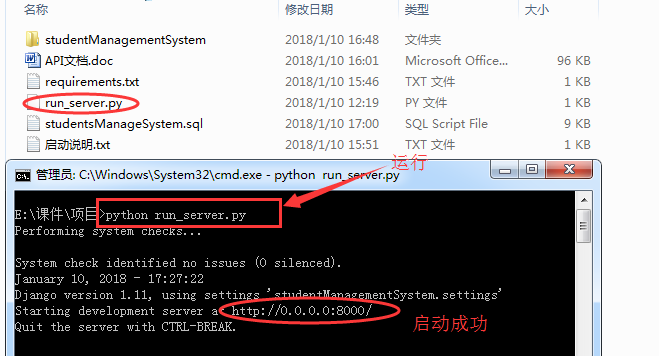 名称 修改日期 类型 大小
studentManagementSystem 2018/1/10 16:48 文件夹
API文档.doc 2018/1/10 16:01 Microsoft Office... 96 KB
requirements.txt 2018/1/10 15:46 TXT 文件 1 KB
run_server.py 2018/1/10 12:19 PY 文件 1 KB
studentsManageSystem.sql 2018/1/10 17:00 SQL Script File 9 KB
启动说明.txt 2018/1/10 15:51 TXT 文件 1 KB
运行
管理员: C:\Windows\System32\cmd.exe - python  run_server.py
E:\课件\项目>python run_server.py
Performing system checks...
System check identified no issues (0 silenced).
January 10, 2018 - 17:27:22
Django version 1.11, using settings 'studentManagementSystem.settings'
Starting development server at http://0.0.0.0:8000/
Quit the server with CTRL-BREAK.
启动成功